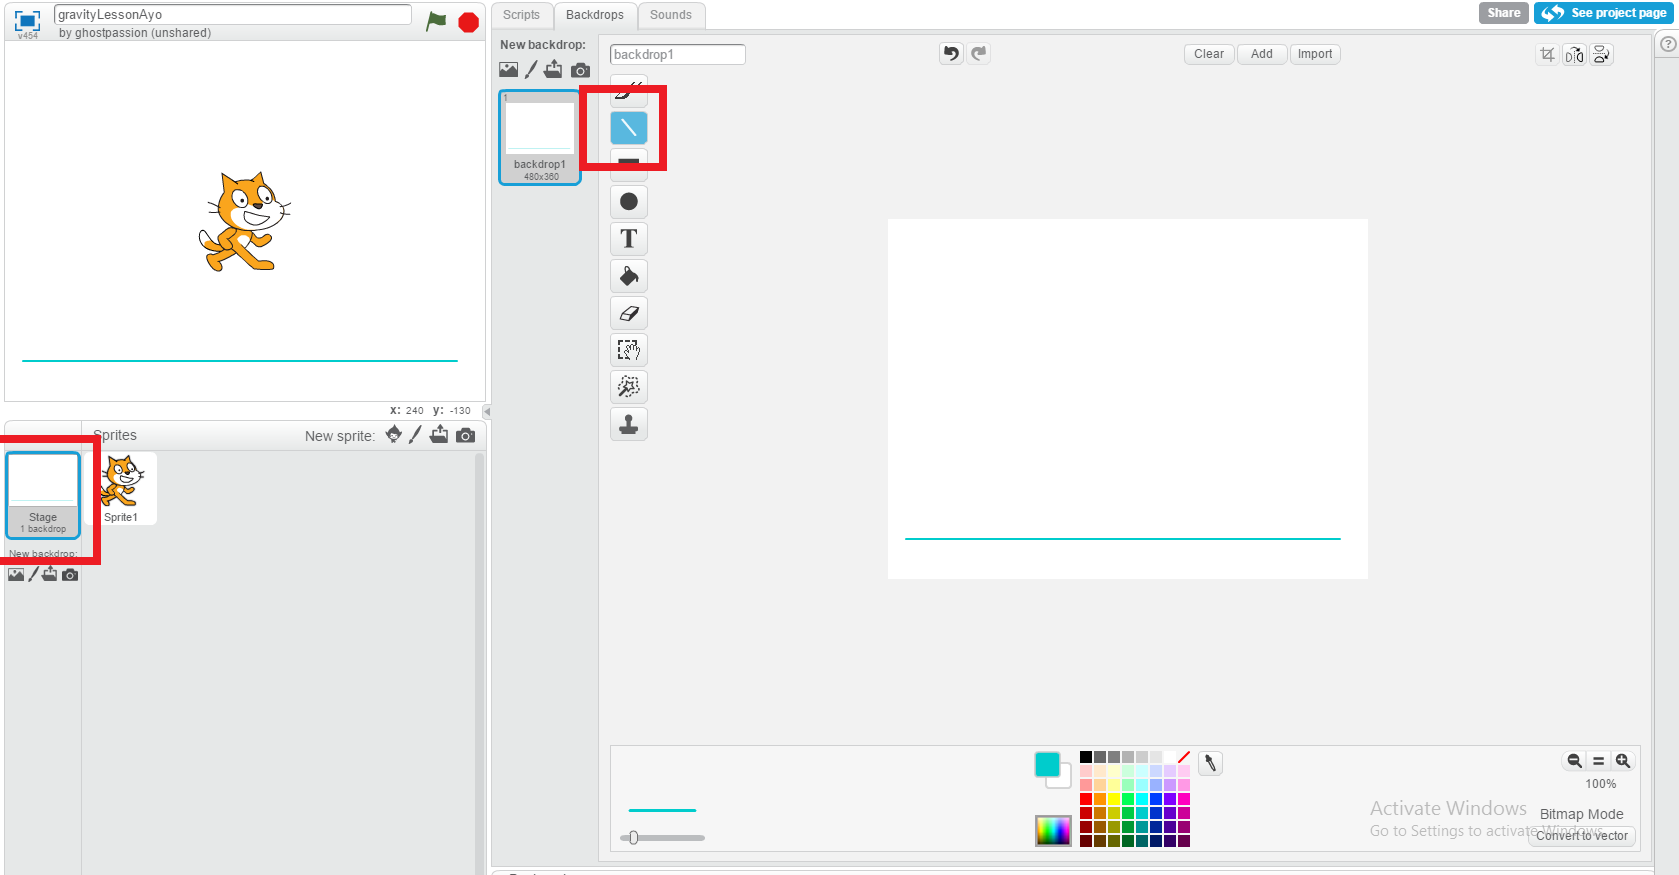 gravityLessonAyo
by ghostpassion (unshared)
v454
Scripts
Backdrops
Sounds
Share
See project page
New backdrop:
backdrop1
Clear
Add
Import
?
1
backdrop1
480x360
T
x: 240 y: -130
Sprites
New sprite:
Stage
1 backdrop
Sprite1
New backdrop:
100%
Activate Windows
Go to Settings to activate Windows.
Bitmap Mode
Convert to vector